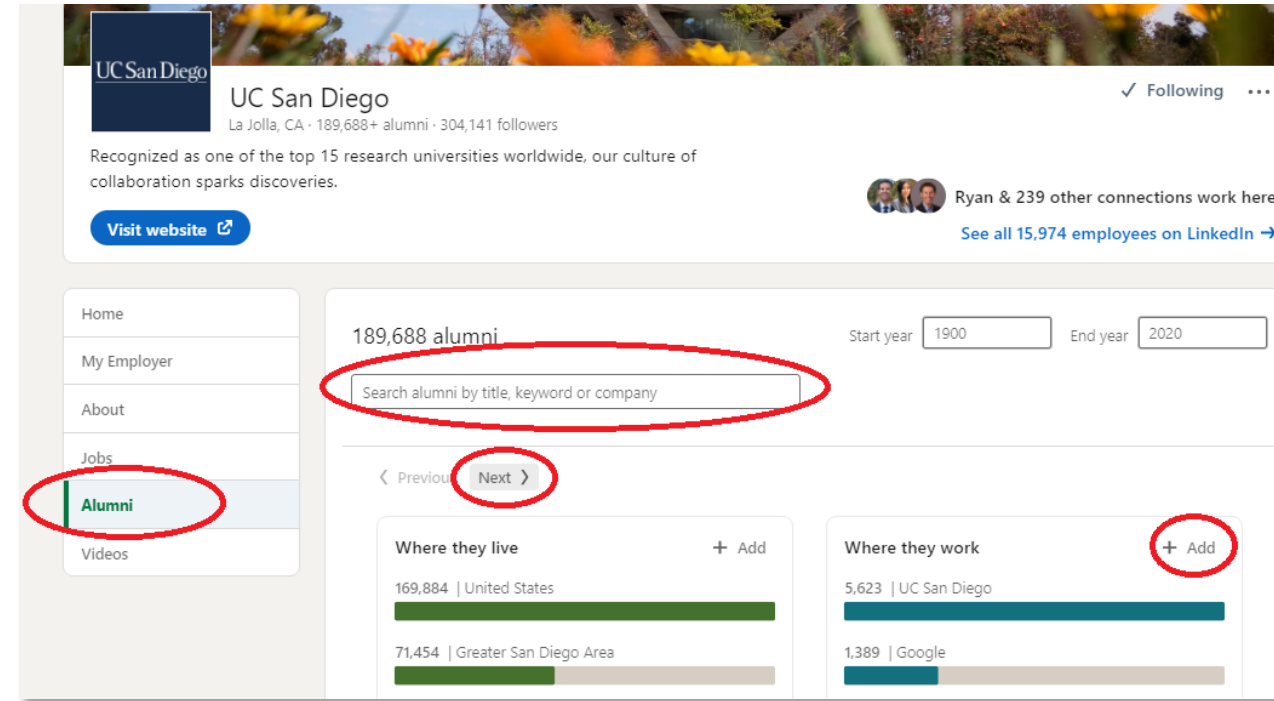 UC San Diego
UC San Diego
✓ Following ...
La Jolla, CA · 189,688+ alumni · 304,141 followers
Recognized as one of the top 15 research universities worldwide, our culture of
collaboration sparks discoveries.
Ryan & 239 other connections work here
Visit website
See all 15,974 employees on LinkedIn →
Home
My Employer
About
Jobs
Alumni
Videos
189,688 alumni
Start year 1900 End year 2020
Search alumni by title, keyword or company
Previous Next
Where they live + Add
169,884 | United States
71,454 | Greater San Diego Area
Where they work + Add
5,623 | UC San Diego
1,389 | Google